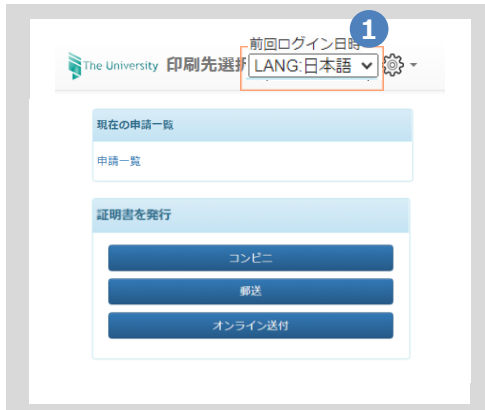 1
前回ログイン日時
The University 印刷先選択 LANG:日本語
現在の申請一覧
申請一覧
証明書を発行
コンビニ
郵送
オンライン送付